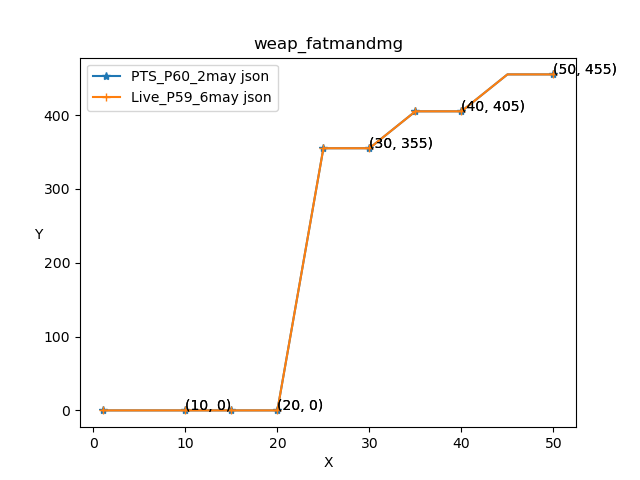 weap_fatmandmg
PTS_P60_2may json
Live_P59_6may json
(50, 455)
(40, 405)
(30, 355)
(10, 0)
(20, 0)
Y
400
300
200
100
0
0 10 20 30 40 50
X